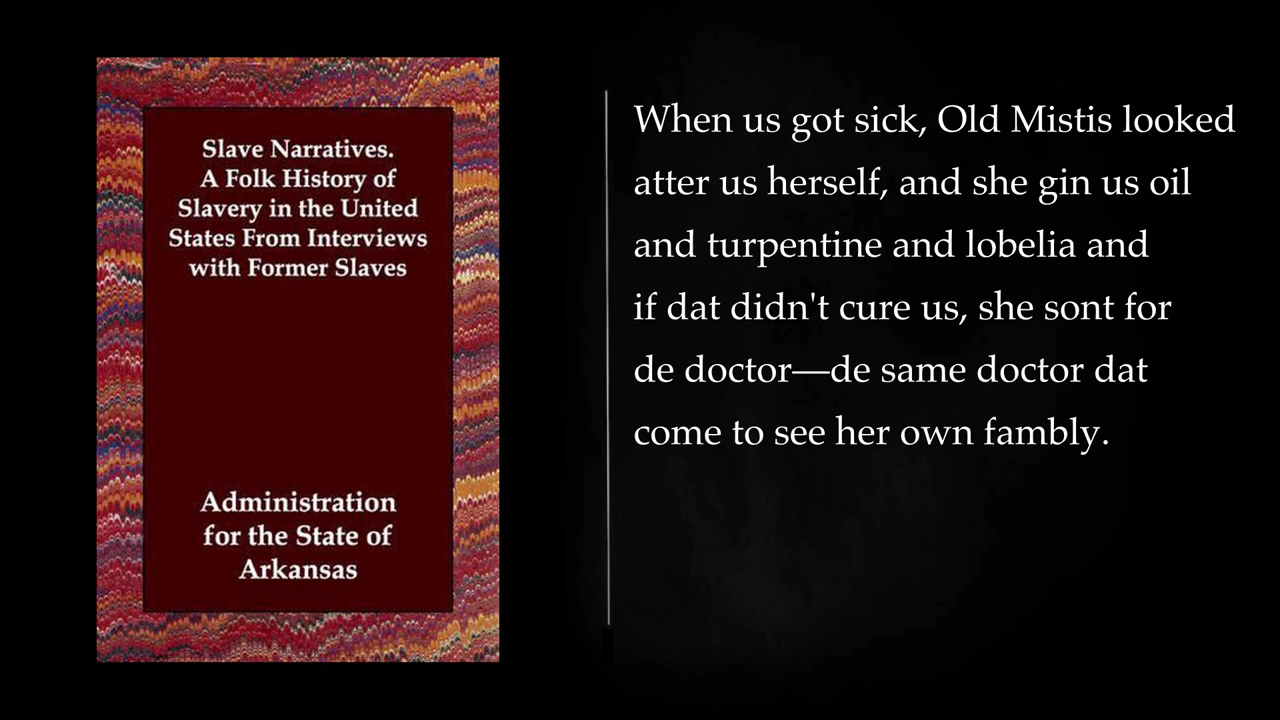 Slave Narratives.
A Folk History of
Slavery in the United
States From Interviews
with Former Slaves
Administration
for the State of
Arkansas
When us got sick, Old Mistis looked
atter us herself, and she gin us oil
and turpentine and lobelia and
if dat didn't cure us, she sont for
de doctor—de same doctor dat
come to see her own fambly.